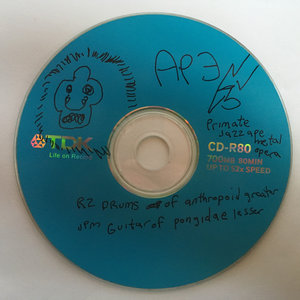 AP3N
Primate
Jazz ape
metal
opera
TDK
Life on Record
CD-R80
700MB 80MIN
UP TO 52x SPEED
R2 DRUMS of anthropoid greater
JPM Guitar of pongidae lesser